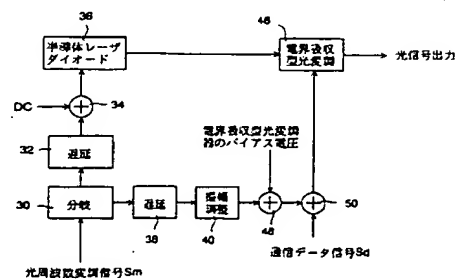 36
半導体レーザ
ダイオード
46
電界吸収
型光変調
光信号出力
DC
34
32
遅延
電界吸収型光変調
器のバイアス電圧
30
分岐
遅延
38
振幅
調整
40
48
50
光周波数変調信号Sm
通信データ信号Sd